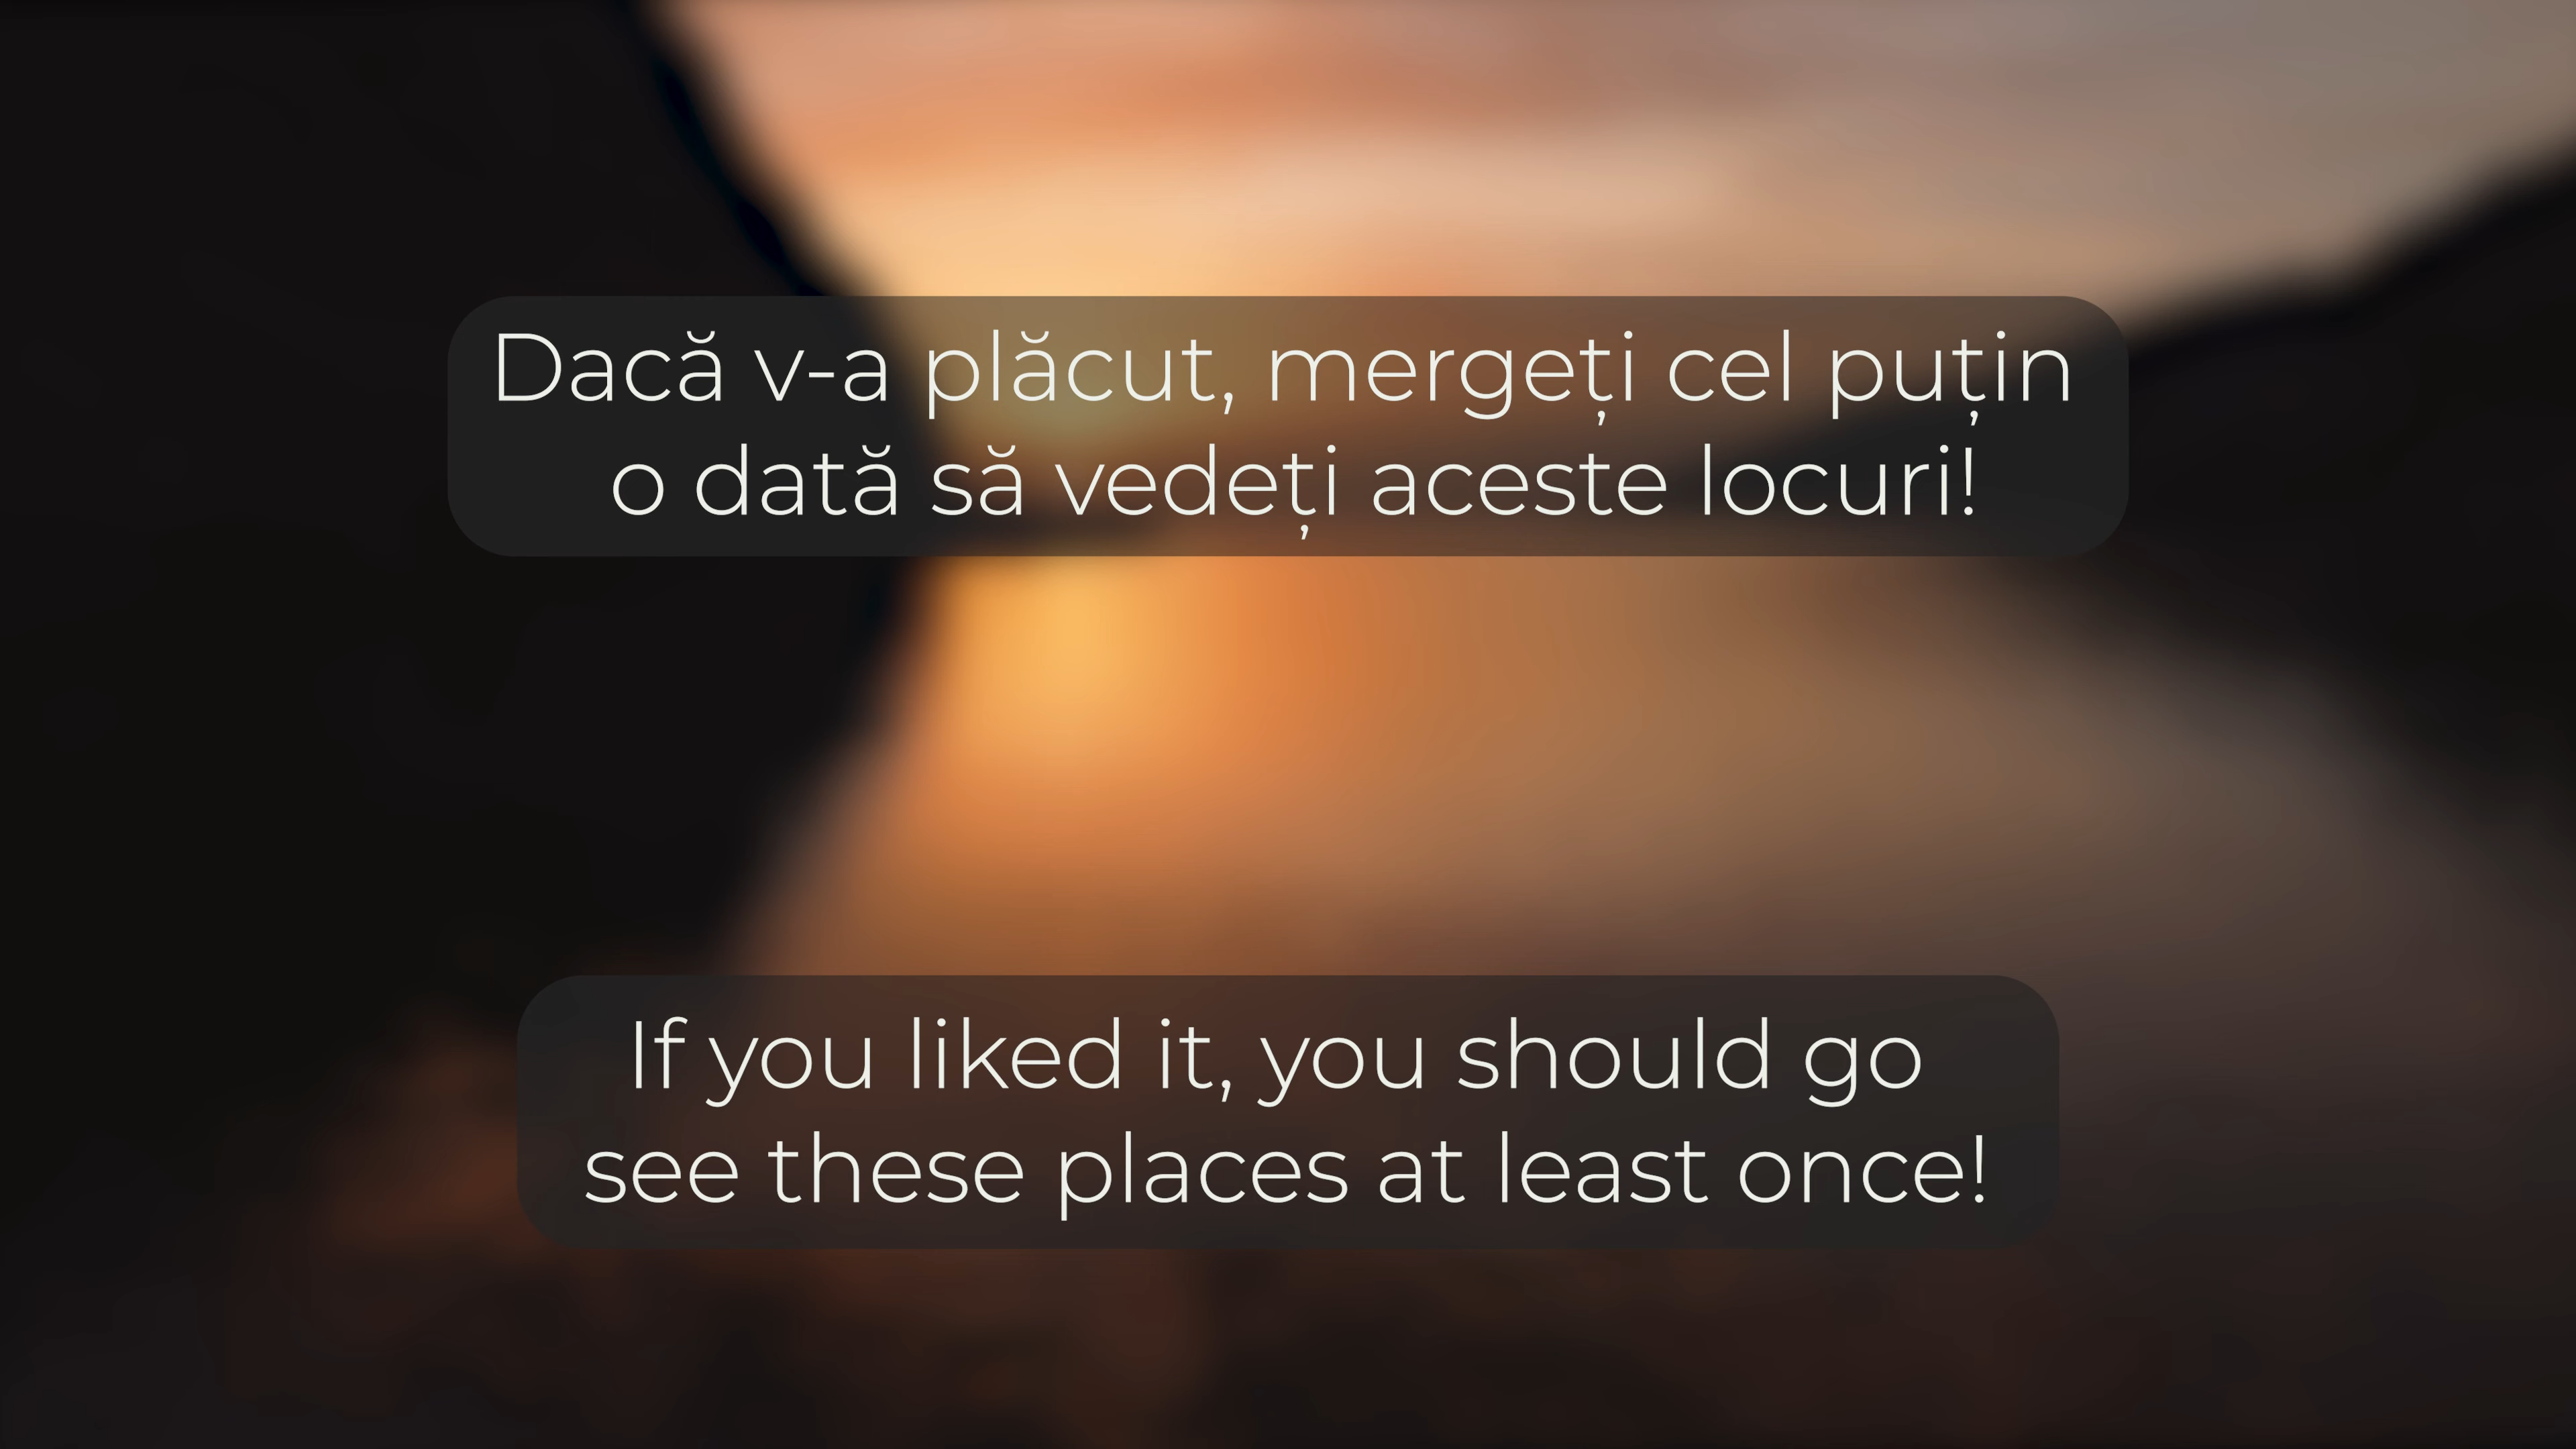 Dacă v-a plăcut, mergeți cel puțin
o dată să vedeți aceste locuri!
If you liked it, you should go
see these places at least once!